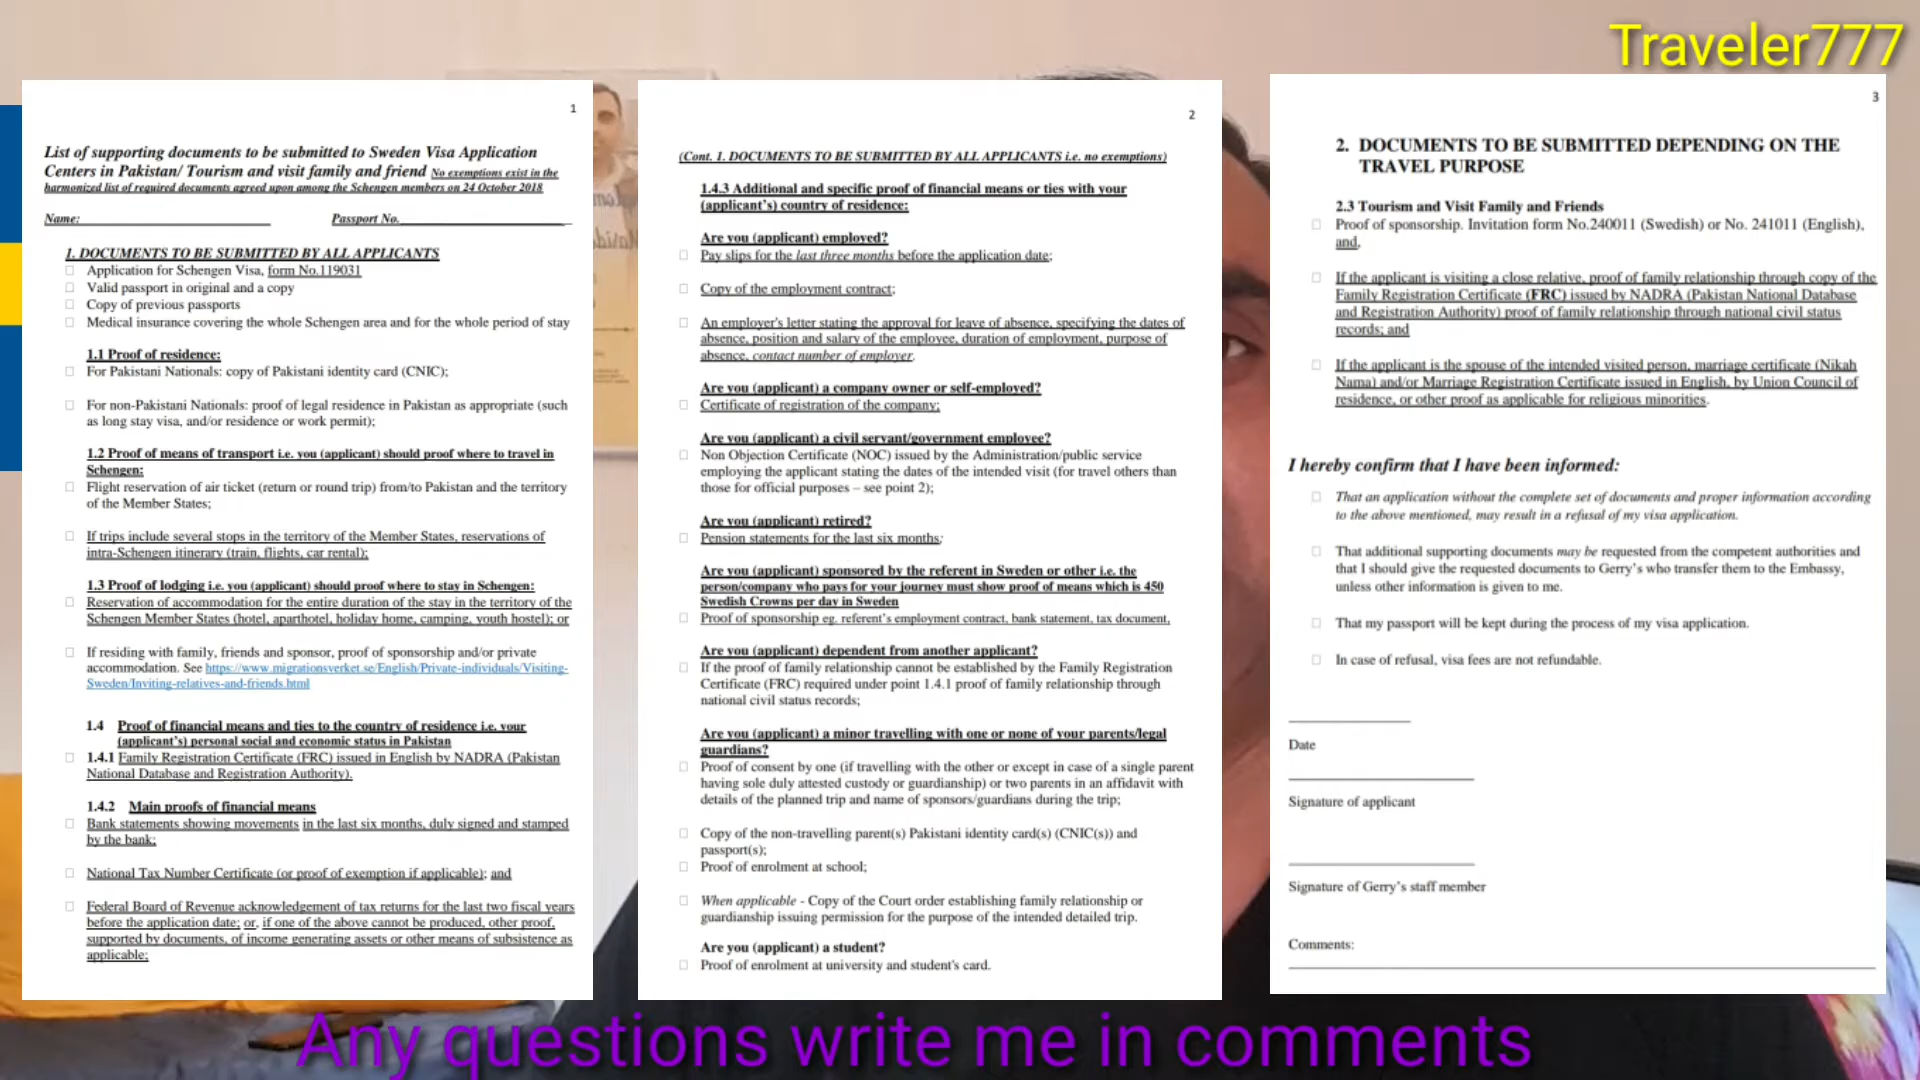 Traveler777
1
List of supporting documents to be submitted to Sweden Visa Application
Centers in Pakistan/ Tourism and visit family and friend No exemptions exist in the
harmonized list of required documents agreed upon among the Schengen members on 24 October 2018
Name: Passport No.
1. DOCUMENTS TO BE SUBMITTED BY ALL APPLICANTS
Application for Schengen Visa, form No.119031
Valid passport in original and a copy
Copy of previous passports
Medical insurance covering the whole Schengen area and for the whole period of stay
1.1 Proof of residence:
For Pakistani Nationals: copy of Pakistani identity card (CNIC);
For non-Pakistani Nationals: proof of legal residence in Pakistan as appropriate (such
as long stay visa, and/or residence or work permit);
1.2 Proof of means of transport i.e. you (applicant) should proof where to travel in
Schengen:
Flight reservation of air ticket (return or round trip) from/to Pakistan and the territory
of the Member States;
If trips include several stops in the territory of the Member States, reservations of
intra-Schengen itinerary (train, flights, car rental);
1.3 Proof of lodging i.e. you (applicant) should proof where to stay in Schengen:
Reservation of accommodation for the entire duration of the stay in the territory of the
Schengen Member States (hotel, aparthotel, holiday home, camping, youth hostel); or
If residing with family, friends and sponsor, proof of sponsorship and/or private
accommodation. See https://www.migrationsverket.se/English/Private-individuals/Visiting-
Sweden/Inviting-relatives-and-friends.html
1.4 Proof of financial means and ties to the country of residence i.e. your
(applicant's) personal social and economic status in Pakistan
1.4.1 Family Registration Certificate (FRC) issued in English by NADRA (Pakistan
National Database and Registration Authority).
1.4.2 Main proofs of financial means
Bank statements showing movements in the last six months, duly signed and stamped
by the bank;
National Tax Number Certificate (or proof of exemption if applicable); and
Federal Board of Revenue acknowledgement of tax returns for the last two fiscal years
before the application date; or, if one of the above cannot be produced, other proof,
supported by documents, of income generating assets or other means of subsistence as
applicable;
2
(Cont. 1. DOCUMENTS TO BE SUBMITTED BY ALL APPLICANTS i.e. no exemptions)
1.4.3 Additional and specific proof of financial means or ties with your
(applicant's) country of residence:
Are you (applicant) employed?
Pay slips for the last three months before the application date;
Copy of the employment contract;
An employer's letter stating the approval for leave of absence, specifying the dates of
absence, position and salary of the employee, duration of employment, purpose of
absence, contact number of employer.
Are you (applicant) a company owner or self-employed?
Certificate of registration of the company;
Are you (applicant) a civil servant/government employee?
Non Objection Certificate (NOC) issued by the Administration/public service
employing the applicant stating the dates of the intended visit (for travel others than
those for official purposes – see point 2);
Are you (applicant) retired?
Pension statements for the last six months;
Are you (applicant) sponsored by the referent in Sweden or other i.e. the
person/company who pays for your journey must show proof of means which is 450
Swedish Crowns per day in Sweden
Proof of sponsorship eg. referent's employment contract, bank statement, tax document,
Are you (applicant) dependent from another applicant?
If the proof of family relationship cannot be established by the Family Registration
Certificate (FRC) required under point 1.4.1 proof of family relationship through
national civil status records;
Are you (applicant) a minor travelling with one or none of your parents/legal
guardians?
Proof of consent by one (if travelling with the other or except in case of a single parent
having sole duly attested custody or guardianship) or two parents in an affidavit with
details of the planned trip and name of sponsors/guardians during the trip;
Copy of the non-travelling parent(s) Pakistani identity card(s) (CNIC(s)) and
passport(s);
Proof of enrolment at school;
When applicable - Copy of the Court order establishing family relationship or
guardianship issuing permission for the purpose of the intended detailed trip.
Are you (applicant) a student?
Proof of enrolment at university and student's card.
3
2. DOCUMENTS TO BE SUBMITTED DEPENDING ON THE
TRAVEL PURPOSE
2.3 Tourism and Visit Family and Friends
Proof of sponsorship. Invitation form No.240011 (Swedish) or No. 241011 (English),
and,
If the applicant is visiting a close relative, proof of family relationship through copy of the
Family Registration Certificate (FRC) issued by NADRA (Pakistan National Database
and Registration Authority) proof of family relationship through national civil status
records; and
If the applicant is the spouse of the intended visited person, marriage certificate (Nikah
Nama) and/or Marriage Registration Certificate issued in English, by Union Council of
residence, or other proof as applicable for religious minorities.
I hereby confirm that I have been informed:
That an application without the complete set of documents and proper information according
to the above mentioned, may result in a refusal of my visa application.
That additional supporting documents may be requested from the competent authorities and
that I should give the requested documents to Gerry's who transfer them to the Embassy,
unless other information is given to me.
That my passport will be kept during the process of my visa application.
In case of refusal, visa fees are not refundable.
Date
Signature of applicant
Signature of Gerry's staff member
Comments:
Any questions write me in comments